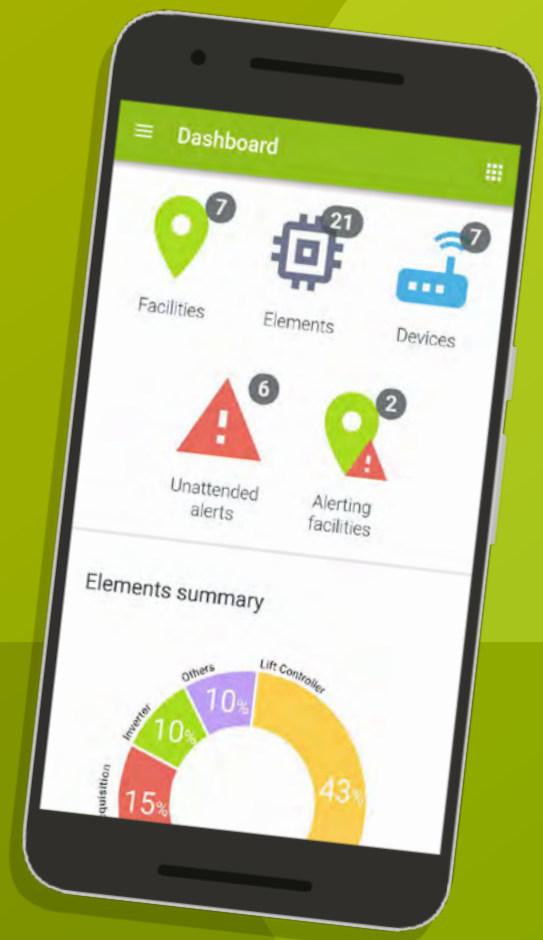 Dashboard
7
21
7
Facilities
Elements
Devices
6
2
Unattended
alerts
Alerting
facilities
Elements summary
Others
Lift Controller
Inverter
10%
10%
43%
15%